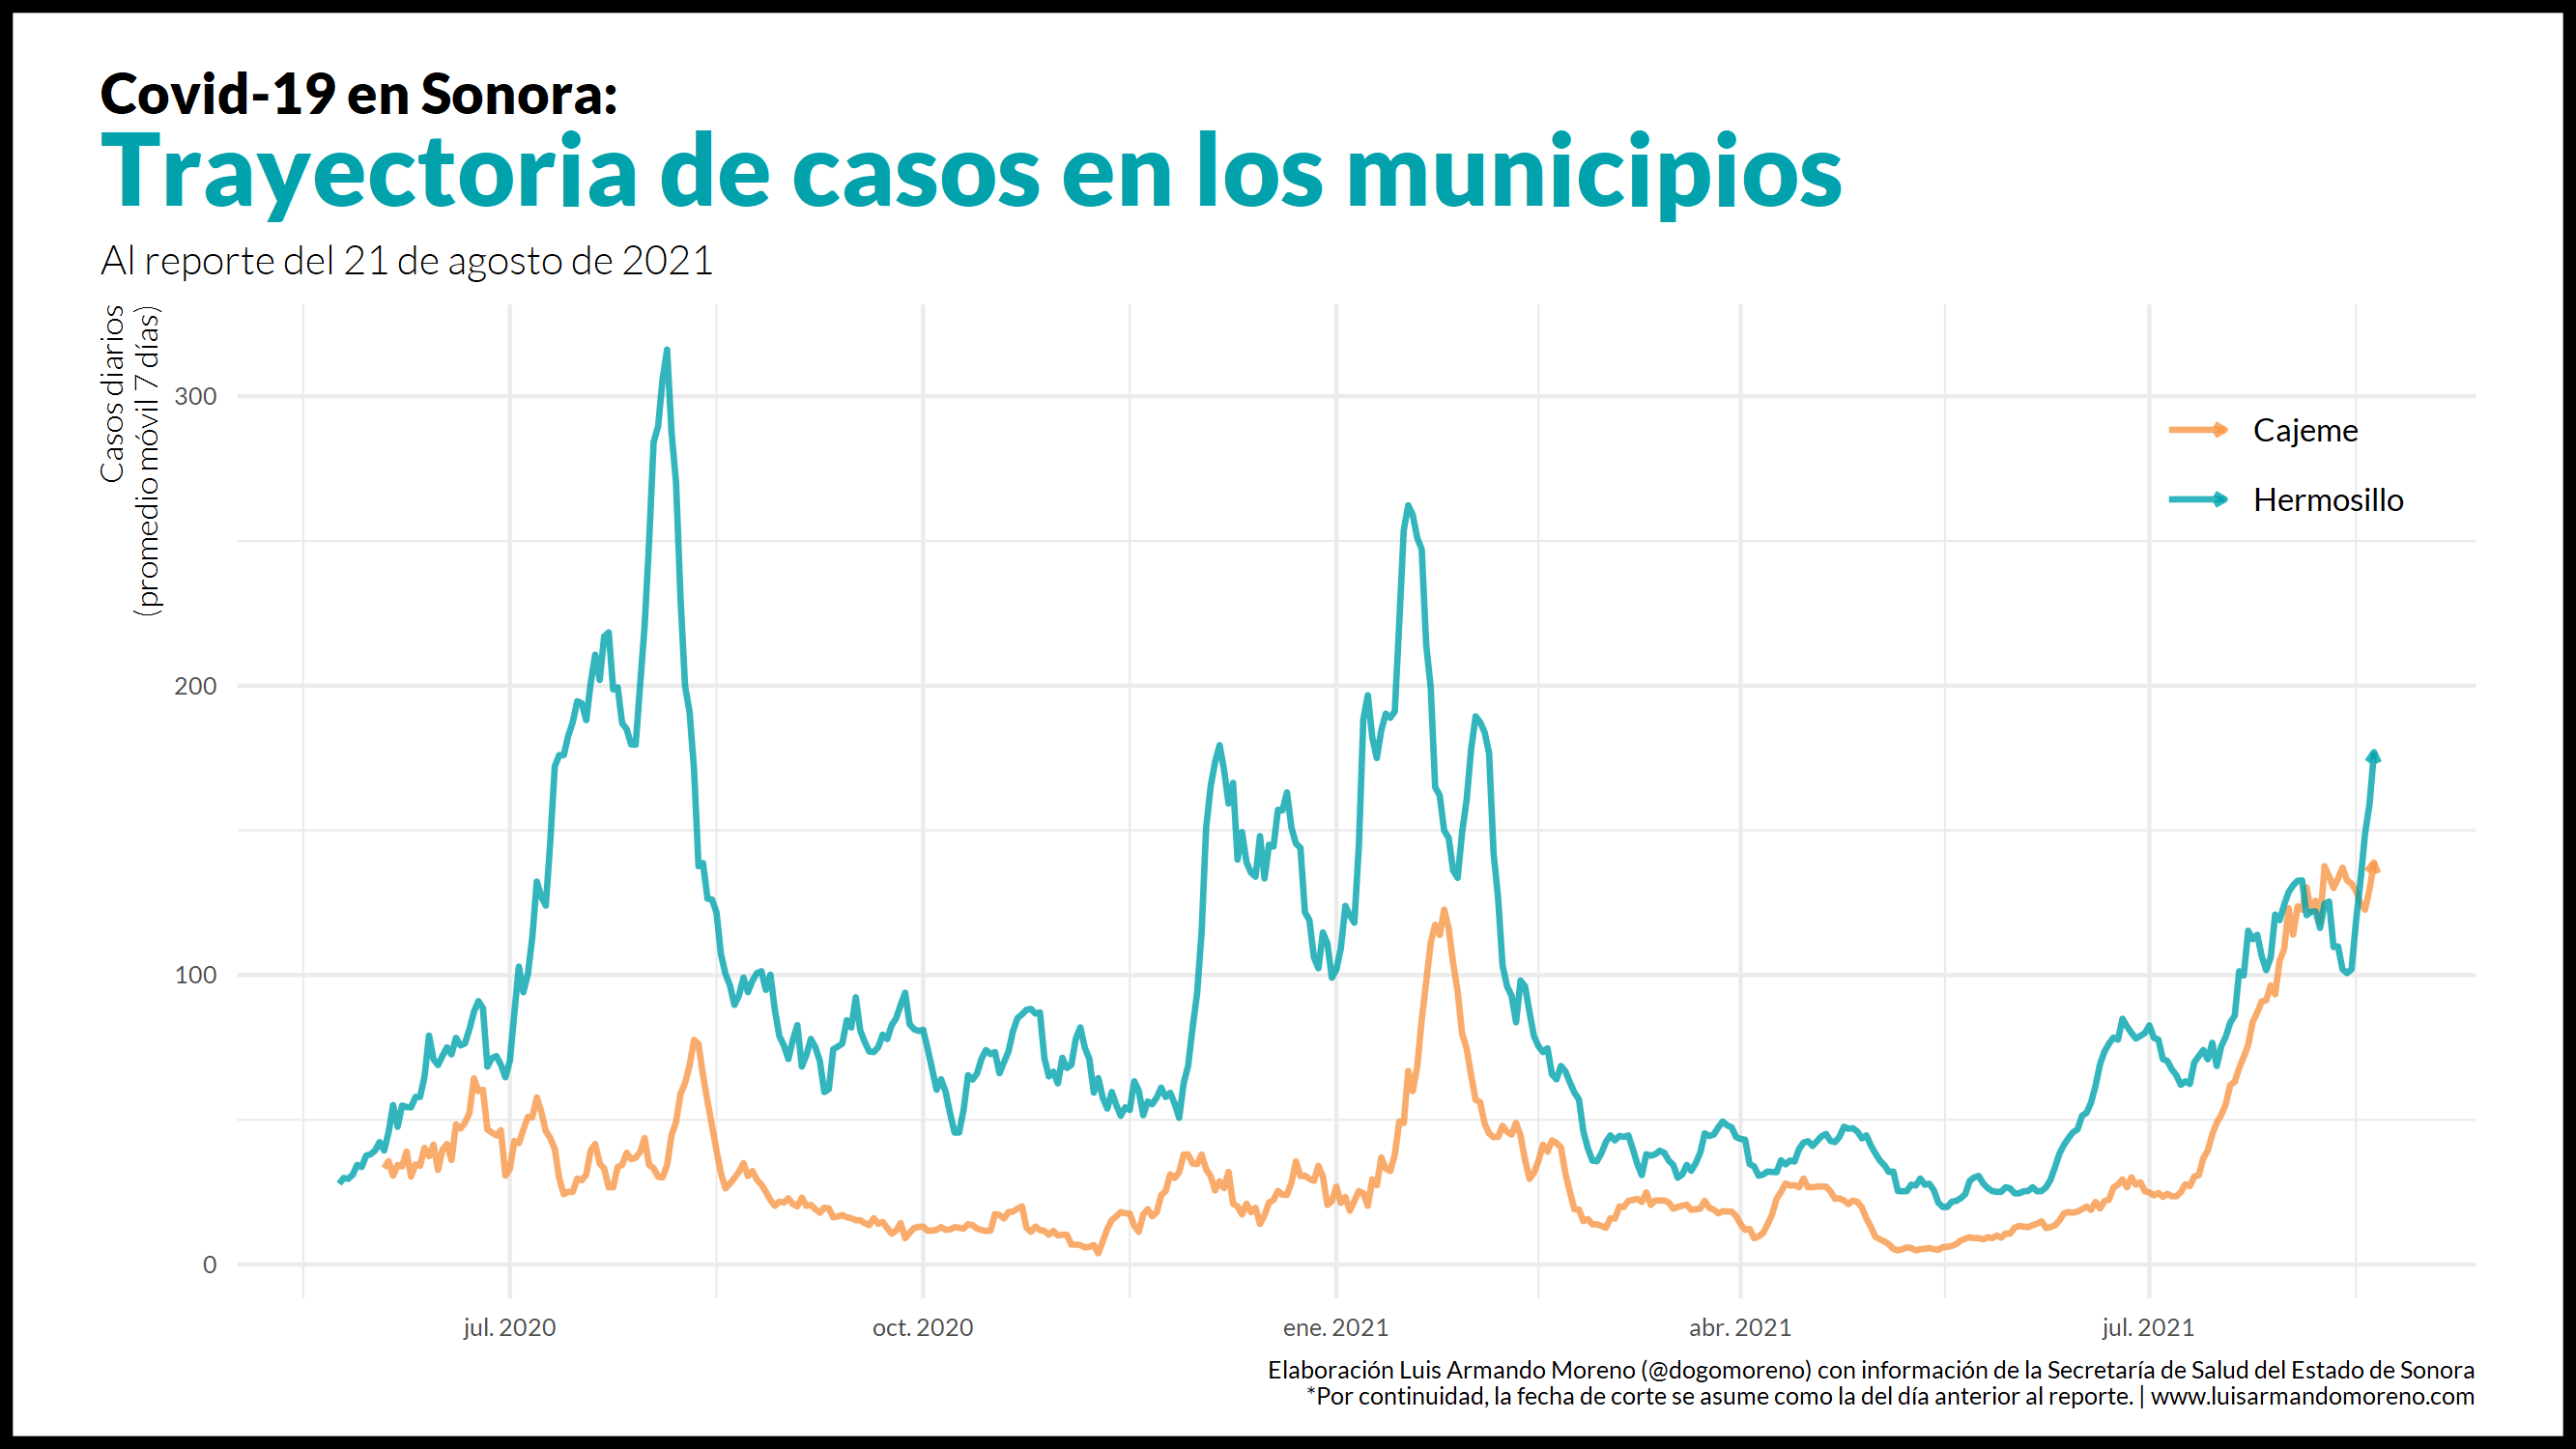 Covid-19 en Sonora:
Trayectoria de casos en los municipios
Al reporte del 21 de agosto de 2021
Casos diarios
(promedio móvil 7 días)
300
200
100
0
Cajeme
Hermosillo
jul. 2020
oct. 2020
ene. 2021
abr. 2021
jul. 2021
Elaboración Luis Armando Moreno (@dogomoreno) con información de la Secretaría de Salud del Estado de Sonora
*Por continuidad, la fecha de corte se asume como la del día anterior al reporte. | www.luisarmandomoreno.com